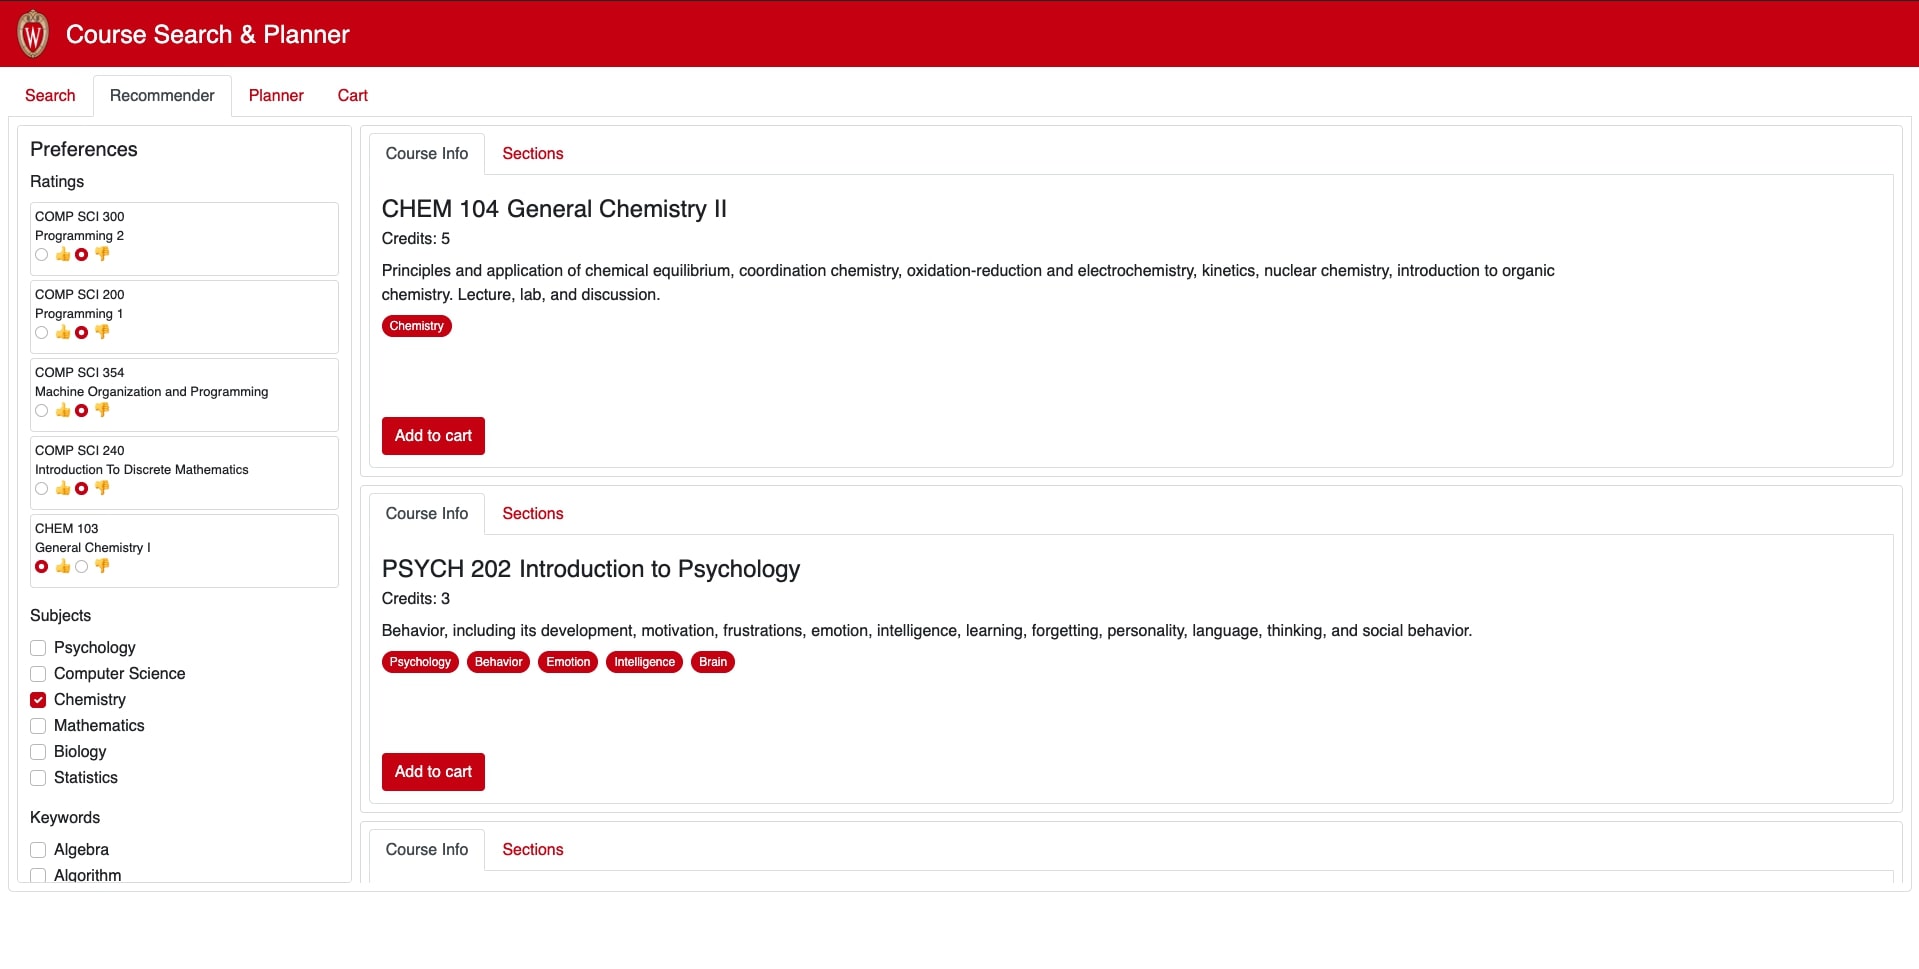 W
Course Search & Planner
Search
Recommender
Planner
Cart
Preferences
Ratings
COMP SCI 300
Programming 2
COMP SCI 200
Programming 1
COMP SCI 354
Machine Organization and Programming
COMP SCI 240
Introduction To Discrete Mathematics
CHEM 103
General Chemistry I
Subjects
Psychology
Computer Science
Chemistry
Mathematics
Biology
Statistics
Keywords
Algebra
Algorithm
Course Info
Sections
CHEM 104 General Chemistry II
Credits: 5
Principles and application of chemical equilibrium, coordination chemistry, oxidation-reduction and electrochemistry, kinetics, nuclear chemistry, introduction to organic
chemistry. Lecture, lab, and discussion.
Chemistry
Add to cart
Course Info
Sections
PSYCH 202 Introduction to Psychology
Credits: 3
Behavior, including its development, motivation, frustrations, emotion, intelligence, learning, forgetting, personality, language, thinking, and social behavior.
Psychology
Behavior
Emotion
Intelligence
Brain
Add to cart
Course Info
Sections